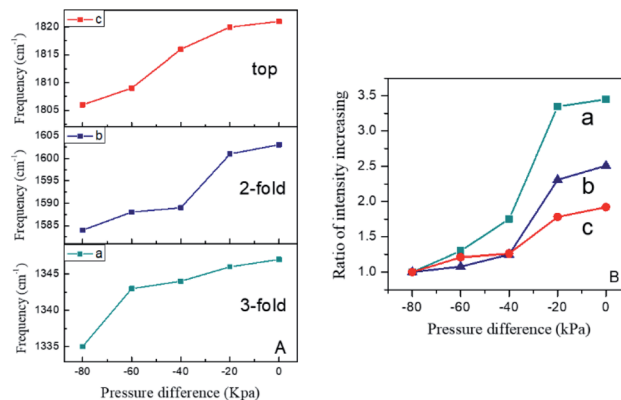 c
1820
1815
1810
1805
Frequency (cm⁻¹)
top
b
1605
1600
1595
1590
1585
Frequency (cm⁻¹)
2-fold
a
1345
1340
1335
Frequency (cm⁻¹)
3-fold
A
-80 -60 -40 -20 0
Pressure difference (Kpa)
Ratio of intensity increasing
3.5
3.0
2.5
2.0
1.5
1.0
a
b
c
B
-80 -60 -40 -20 0
Pressure difference (kPa)